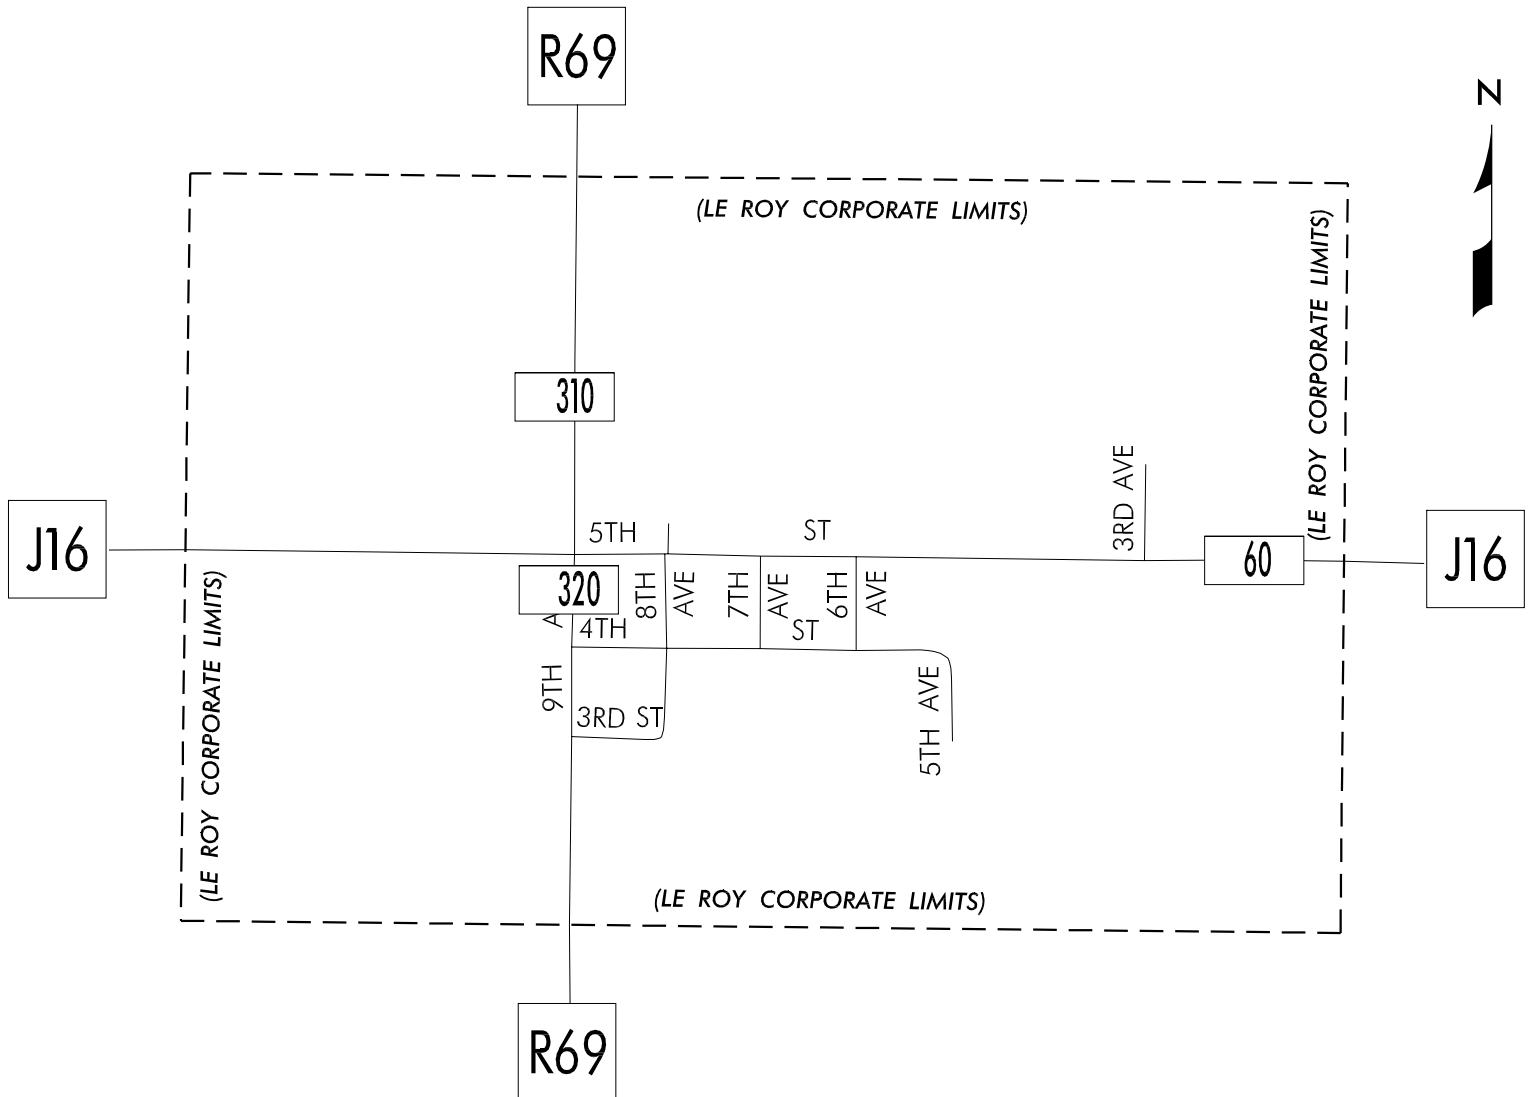 R69
N
(LE ROY CORPORATE LIMITS)
(LE ROY CORPORATE LIMITS)
310
3RD AVE
J16
5TH ST
60
J16
320
8TH AVE
7TH AVE
6TH AVE
A
4TH ST
9TH
3RD ST
5TH AVE
(LE ROY CORPORATE LIMITS)
(LE ROY CORPORATE LIMITS)
R69